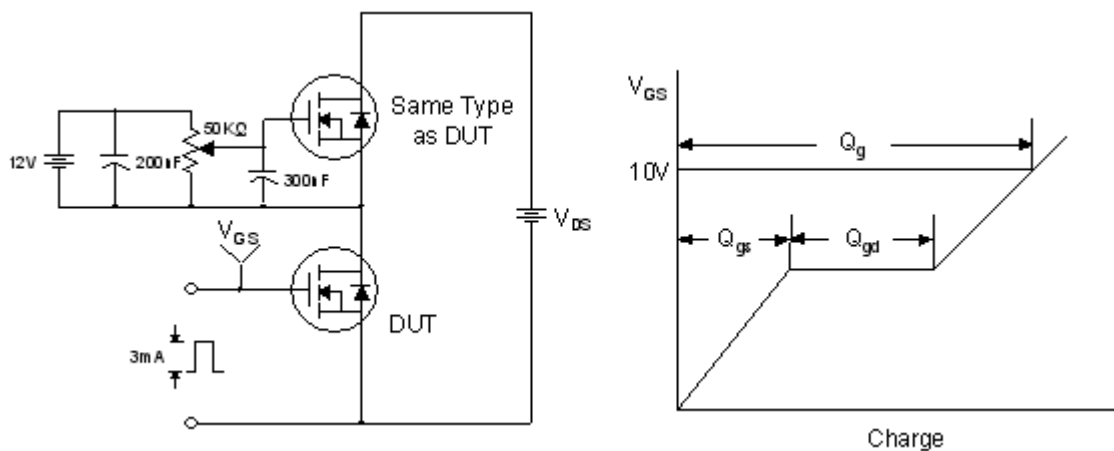 12V
200nF
50KΩ
300nF
Same Type
as DUT
VGS
DUT
3mA
VDS
VGS
10V
Qg
Qgs
Qgd
Charge